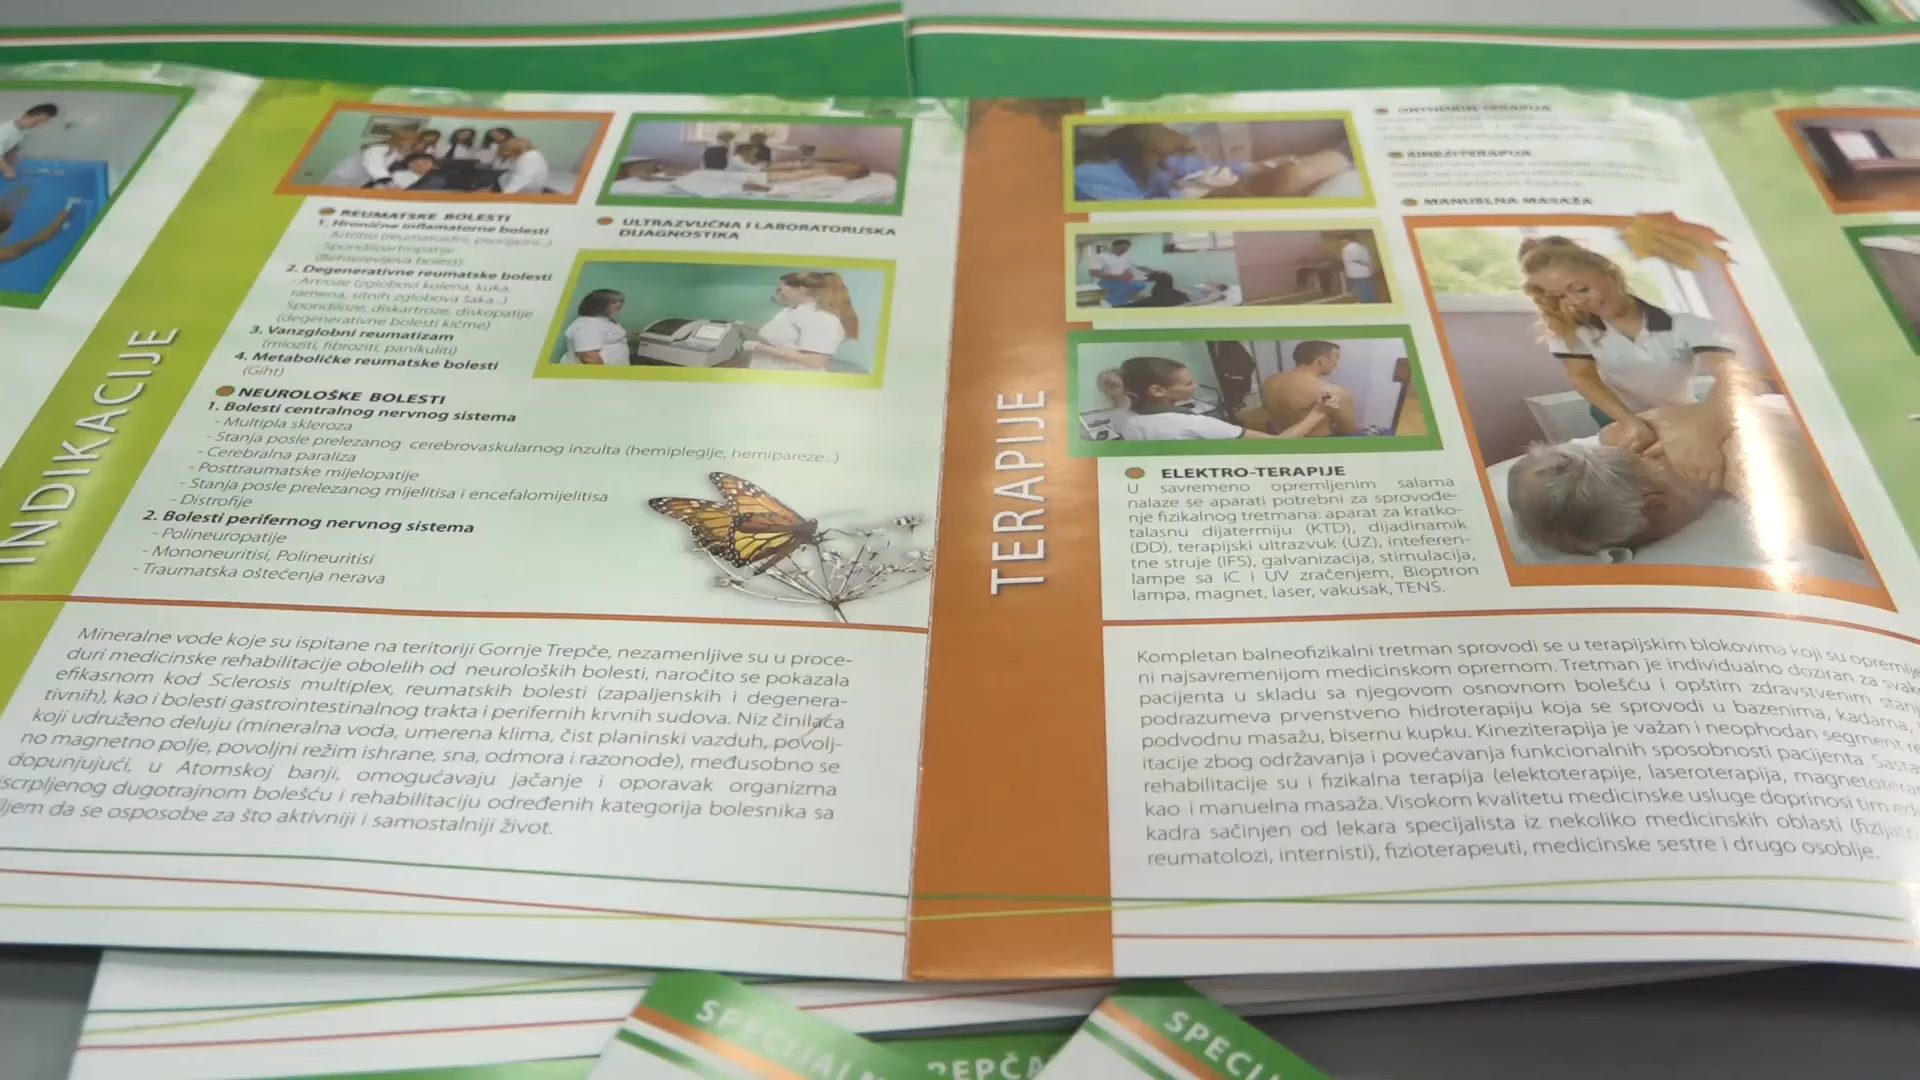 INDIKACIJE
REUMATSKE BOLESTI
1. Hronične inflamatorne bolesti
- Artritisi (reumatoidni, psorijazni...)
- Spondiloartropatije
(Behterevljeva bolest)
2. Degenerativne reumatske bolesti
- Artroze (zglobovi kolena, kuka,
ramena, sitnih zglobova šaka...)
- Spondiloze, diskartroze, diskopatije
(degenerativne bolesti kičme)
3. Vanzglobni reumatizam
(mioziti, fibroziti, panikuliti)
4. Metaboličke reumatske bolesti
(Giht)
ULTRAZVUČNA I LABORATORIJSKA
DIJAGNOSTIKA
NEUROLOŠKE BOLESTI
1. Bolesti centralnog nervnog sistema
- Multipla skleroza
- Stanja posle prelezanog cerebrovaskularnog inzulta (hemiplegije, hemipareze...)
- Cerebralna paraliza
- Posttraumatske mijelopatije
- Stanja posle prelezanog mijelitisa i encefalomijelitisa
- Distrofije
2. Bolesti perifernog nervnog sistema
- Polineuropatije
- Mononeuritisi, Polineuritisi
- Traumatska oštećenja nerava
Mineralne vode koje su ispitane na teritoriji Gornje Trepče, nezamenljive su u proce-
duri medicinske rehabilitacije obolelih od neuroloških bolesti, naročito se pokazala
efikasnom kod Sclerosis multiplex, reumatskih bolesti (zapaljenskih i degenera-
tivnih), kao i bolesti gastrointestinalnog trakta i perifernih krvnih sudova. Niz činilaca
koji udruženo deluju (mineralna voda, umerena klima, čist planinski vazduh, povolj-
no magnetno polje, povoljni režim ishrane, sna, odmora i razonode), međusobno se
dopunjujući, u Atomskoj banji, omogućavaju jačanje i oporavak organizma
iscrpljenog dugotrajnom bolešću i rehabilitaciju određenih kategorija bolesnika sa
ljem da se osposobe za što aktivniji i samostalniji život.
TERAPIJE
KINEZITERAPIJA
MANUELNA MASAŽA
ELEKTRO-TERAPIJE
U savremeno opremljenim salama
nalaze se aparati potrebni za sprovođe-
nje fizikalnog tretmana: aparat za kratko-
talasnu dijatermiju (KTD), dijadinamik
(DD), terapijski ultrazvuk (UZ), inteferen-
tne struje (IFS), galvanizacija, stimulacija,
lampe sa IC i UV zračenjem, Bioptron
lampa, magnet, laser, vakusak, TENS.
Kompletan balneofizikalni tretman sprovodi se u terapijskim blokovima koji su opremlje
ni najsavremenijom medicinskom opremom. Tretman je individualno doziran za svak
pacijenta u skladu sa njegovom osnovnom bolešću i opštim zdravstvenim stan
podrazumeva prvenstveno hidroterapiju koja se sprovodi u bazenima, kadama,
podvodnu masažu, bisernu kupku. Kineziterapija je važan i neophodan segment re
itacije zbog održavanja i povećavanja funkcionalnih sposobnosti pacijenta. Sasta
rehabilitacije su i fizikalna terapija (elektoterapije, laseroterapija, magnetotera
kao i manuelna masaža. Visokom kvalitetu medicinske usluge doprinosi tim
kadra sačinjen od lekara specijalista iz nekoliko medicinskih oblasti (fizijat
reumatolozi, internisti), fizioterapeuti, medicinske sestre i drugo osoblje.
SPECIJALN
REPČA
SPECIJ